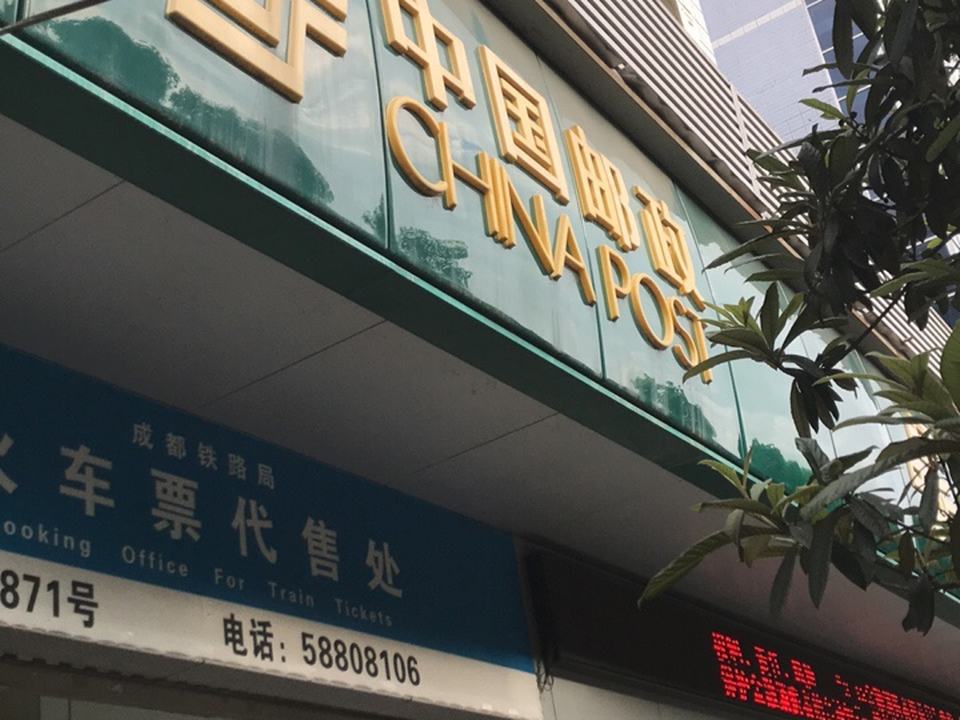 中国邮政
CHINA POST
成都铁路局
火车票代售处
ooking Office For Train Tickets
871号
电话：58808106